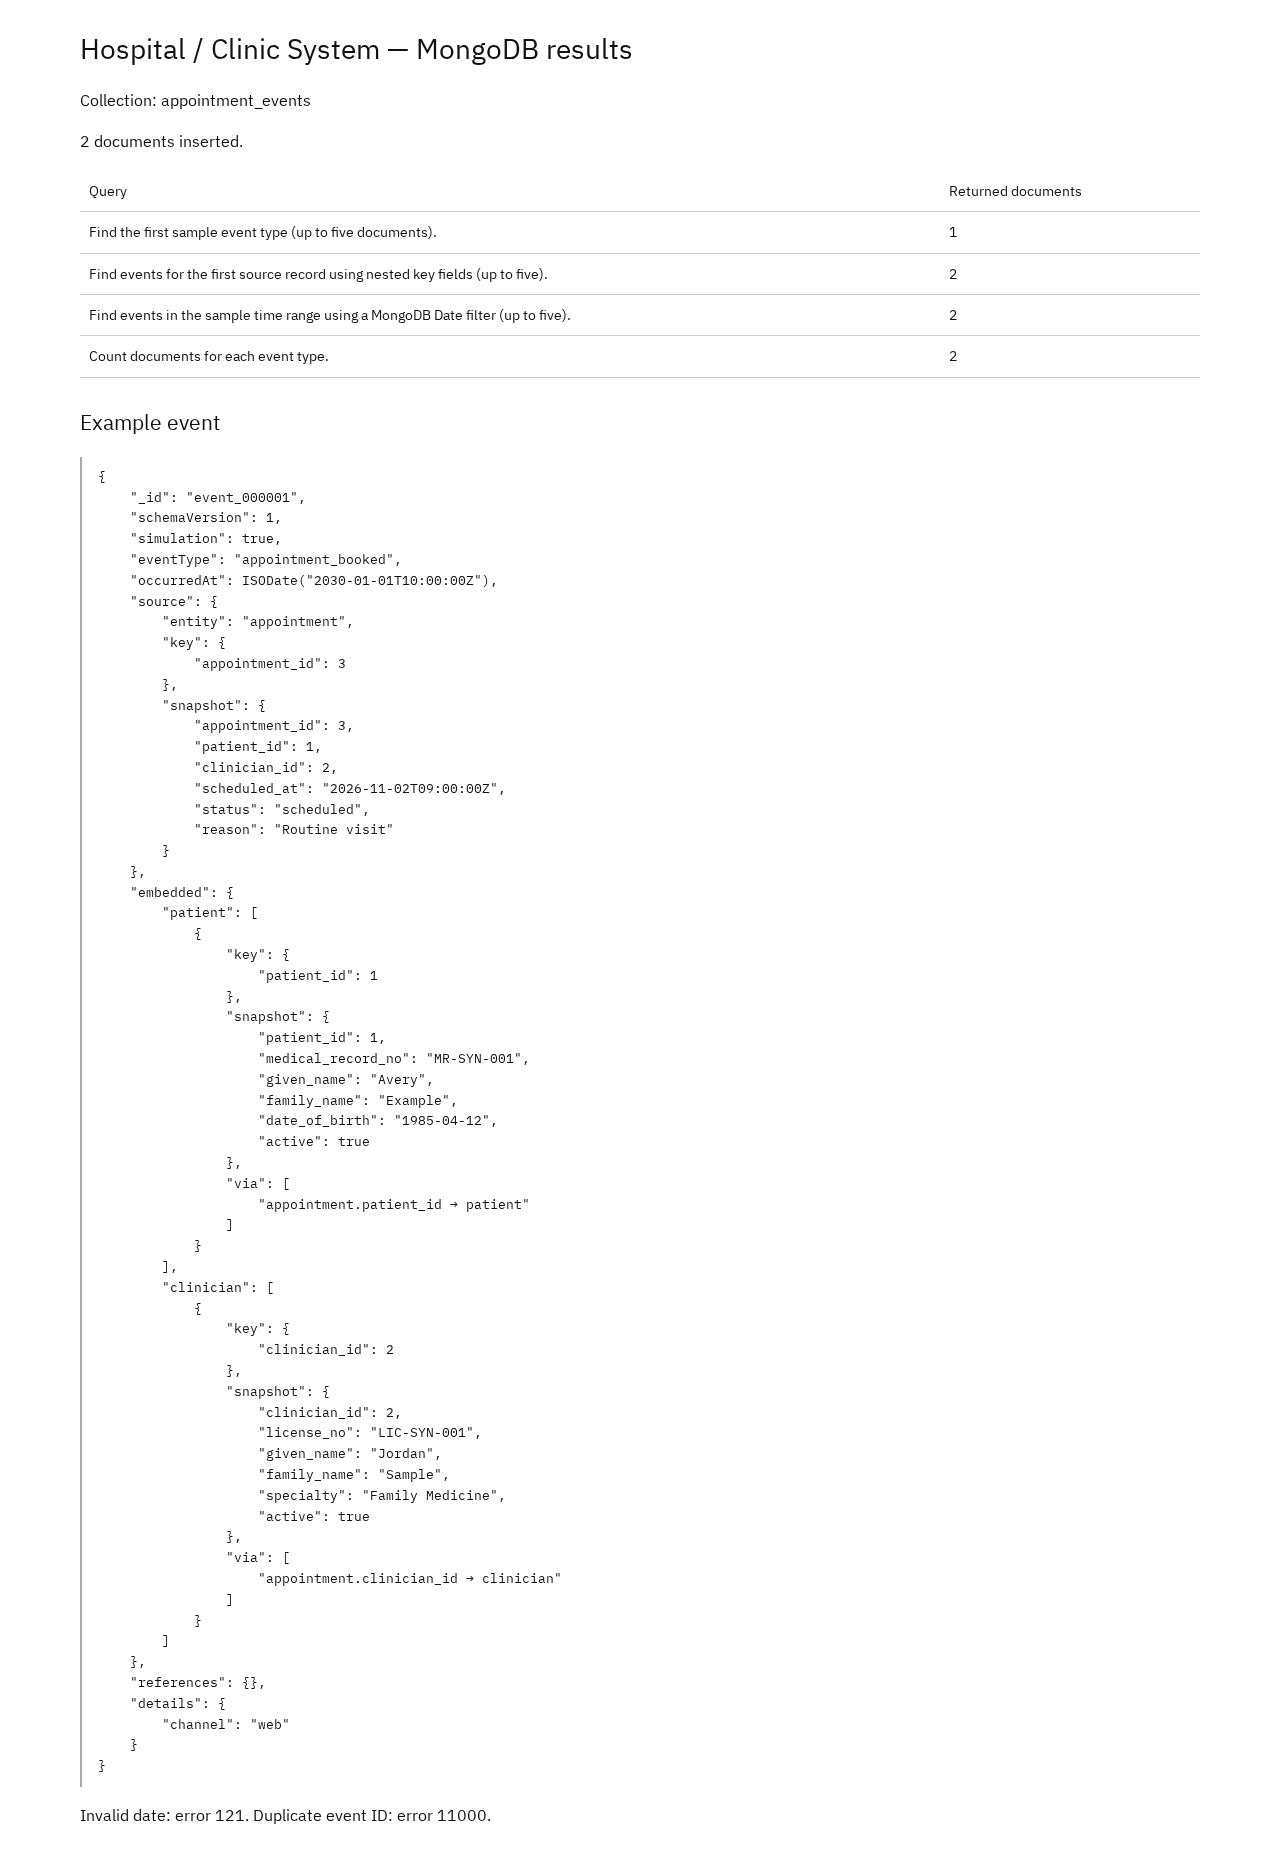 Hospital / Clinic System — MongoDB results
Collection: appointment_events
2 documents inserted.
Query Returned documents
Find the first sample event type (up to five documents). 1
Find events for the first source record using nested key fields (up to five). 2
Find events in the sample time range using a MongoDB Date filter (up to five). 2
Count documents for each event type. 2
Example event
{
    "_id": "event_000001",
    "schemaVersion": 1,
    "simulation": true,
    "eventType": "appointment_booked",
    "occurredAt": ISODate("2030-01-01T10:00:00Z"),
    "source": {
        "entity": "appointment",
        "key": {
            "appointment_id": 3
        },
        "snapshot": {
            "appointment_id": 3,
            "patient_id": 1,
            "clinician_id": 2,
            "scheduled_at": "2026-11-02T09:00:00Z",
            "status": "scheduled",
            "reason": "Routine visit"
        }
    },
    "embedded": {
        "patient": [
            {
                "key": {
                    "patient_id": 1
                },
                "snapshot": {
                    "patient_id": 1,
                    "medical_record_no": "MR-SYN-001",
                    "given_name": "Avery",
                    "family_name": "Example",
                    "date_of_birth": "1985-04-12",
                    "active": true
                },
                "via": [
                    "appointment.patient_id → patient"
                ]
            }
        ],
        "clinician": [
            {
                "key": {
                    "clinician_id": 2
                },
                "snapshot": {
                    "clinician_id": 2,
                    "license_no": "LIC-SYN-001",
                    "given_name": "Jordan",
                    "family_name": "Sample",
                    "specialty": "Family Medicine",
                    "active": true
                },
                "via": [
                    "appointment.clinician_id → clinician"
                ]
            }
        ]
    },
    "references": {},
    "details": {
        "channel": "web"
    }
}
Invalid date: error 121. Duplicate event ID: error 11000.